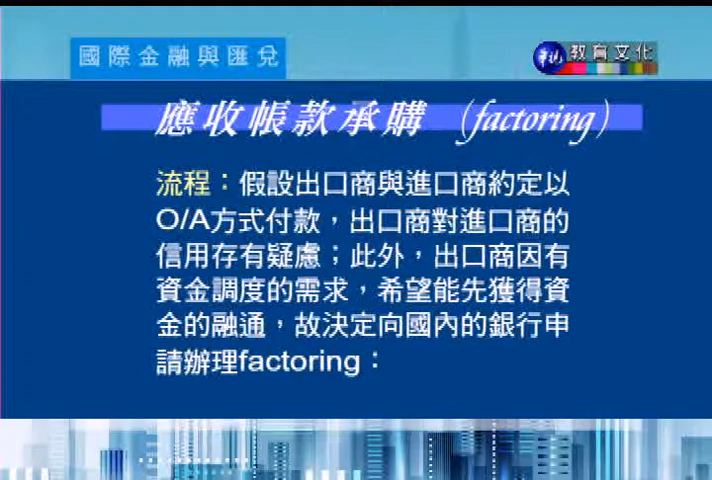 國際金融與匯兌
華視 教育文化
應收帳款承購 (factoring)
流程：假設出口商與進口商約定以
O/A方式付款，出口商對進口商的
信用存有疑慮；此外，出口商因有
資金調度的需求，希望能先獲得資
金的融通，故決定向國內的銀行申
請辦理factoring：